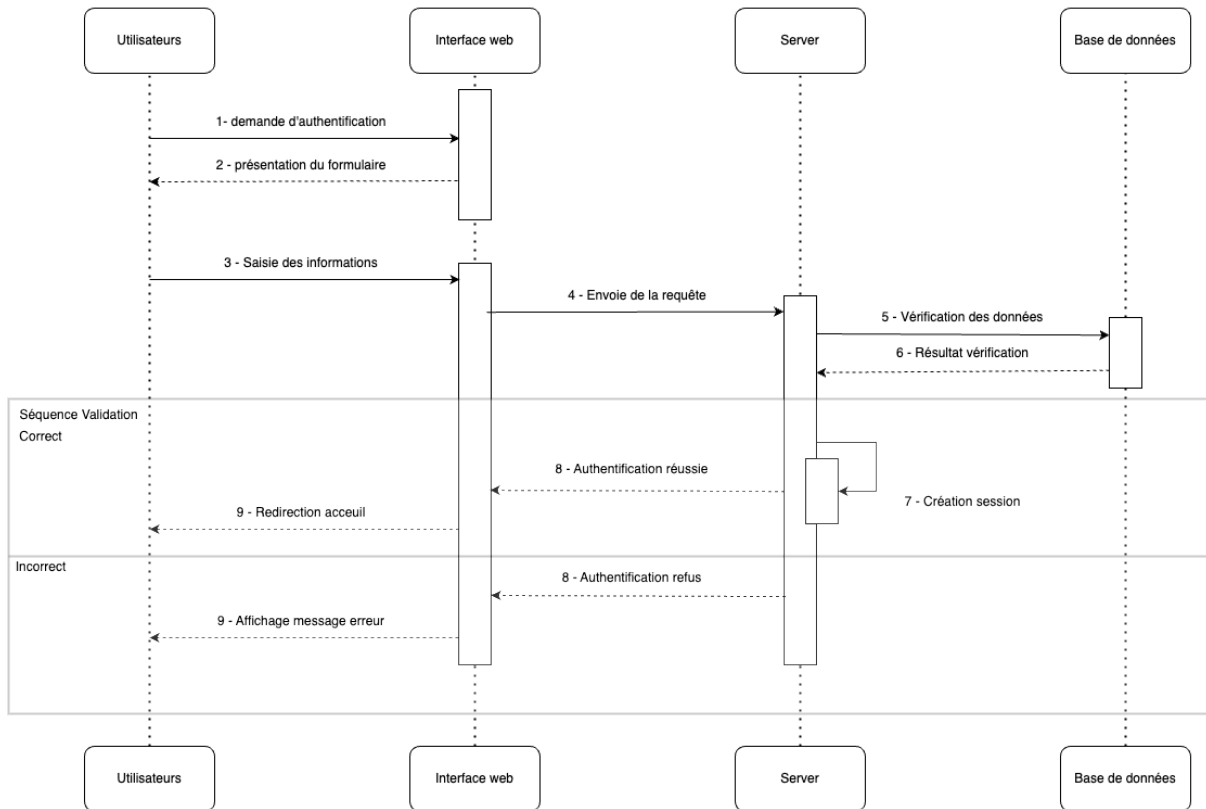 Utilisateurs
Interface web
Server
Base de données
1- demande d'authentification
2 - présentation du formulaire
3 - Saisie des informations
4 - Envoie de la requête
5 - Vérification des données
6 - Résultat vérification
Séquence Validation
Correct
8 - Authentification réussie
7 - Création session
9 - Redirection acceuil
Incorrect
8 - Authentification refus
9 - Affichage message erreur
Utilisateurs
Interface web
Server
Base de données